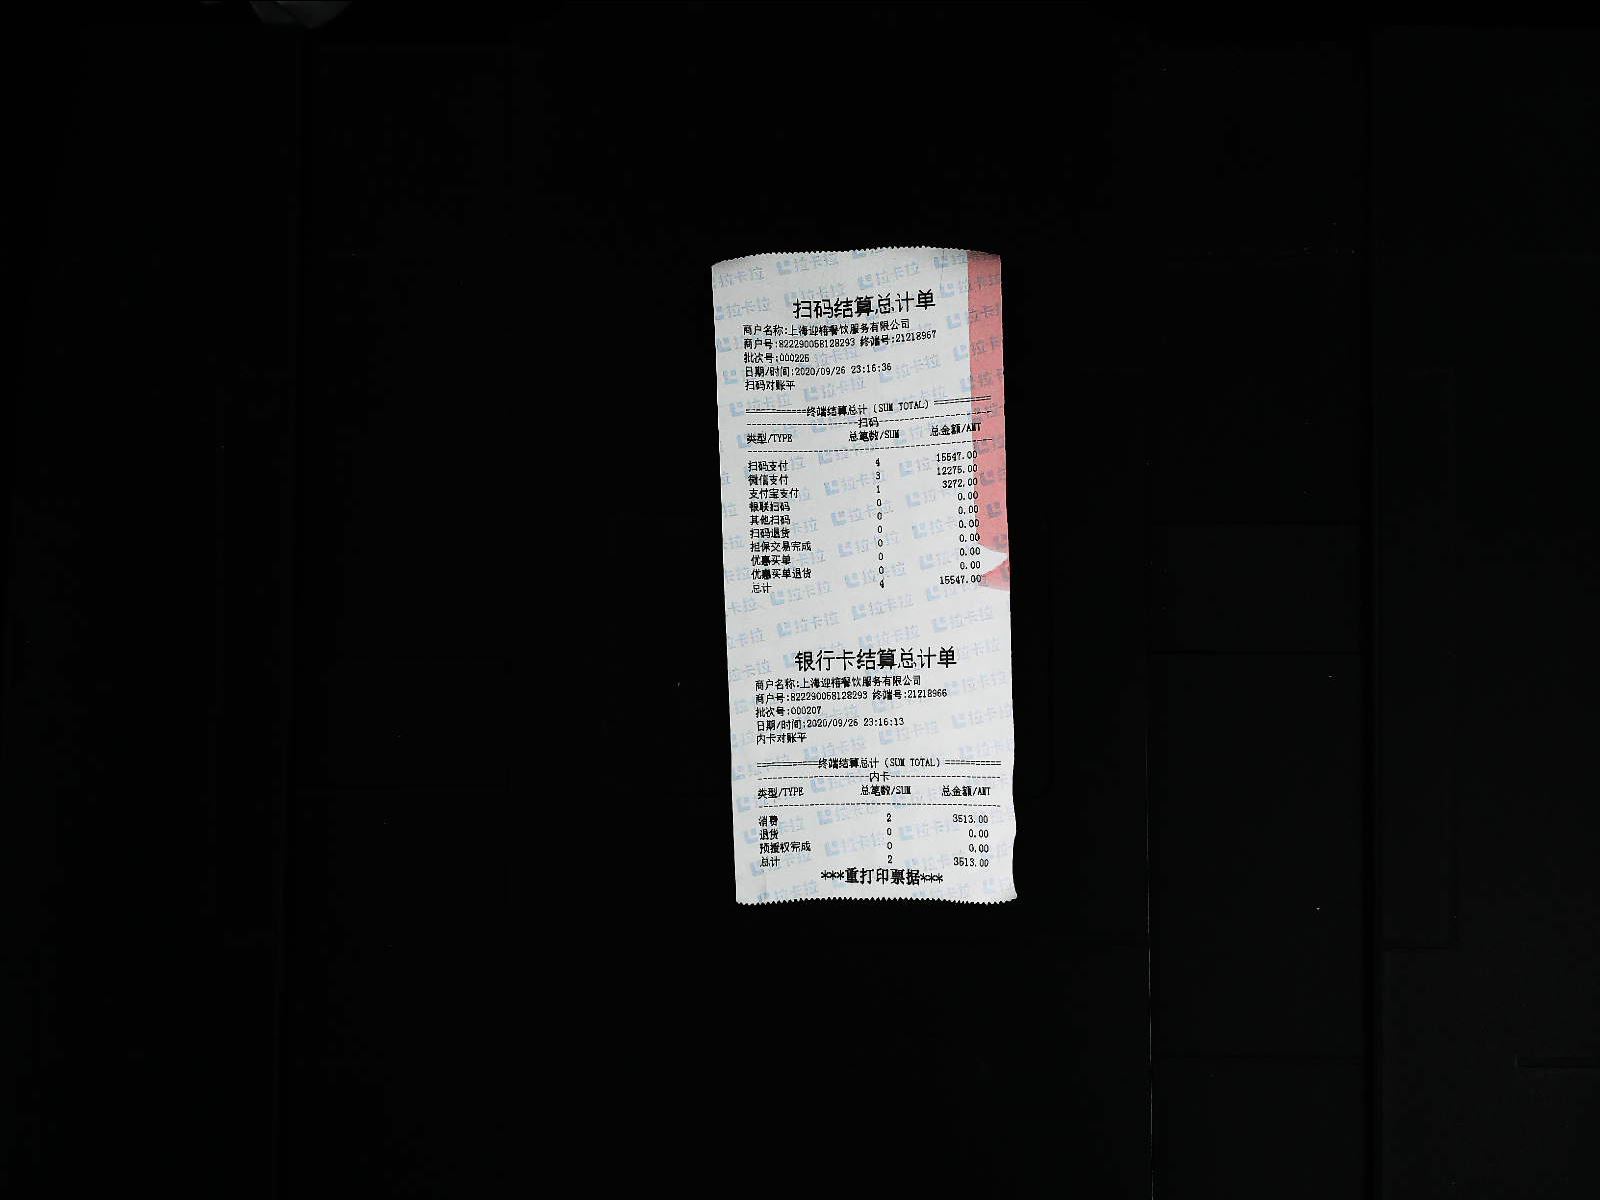 扫码结算总计单
商户名称:上海迎榕餐饮服务有限公司
商户号:822290058128293 终端号:21218967
批次号:000225
日期/时间:2020/09/26 23:16:36
扫码对账平
===========终端结算总计(SUM TOTAL)===========
--------------------扫码--------------------
类型/TYPE 总笔数/SUM 总金额/AMT
扫码支付 4 15547.00
微信支付 3 12275.00
支付宝支付 1 3272.00
银联扫码 0 0.00
其他扫码 0 0.00
扫码退货 0 0.00
担保交易完成 0 0.00
优惠买单 0 0.00
优惠买单退货 0 0.00
总计 4 15547.00
银行卡结算总计单
商户名称:上海迎榕餐饮服务有限公司
商户号:822290058128293 终端号:21218966
批次号:000207
日期/时间:2020/09/26 23:16:13
内卡对账平
===========终端结算总计(SUM TOTAL)===========
--------------------内卡--------------------
类型/TYPE 总笔数/SUM 总金额/AMT
消费 2 3513.00
退货 0 0.00
预授权完成 0 0.00
总计 2 3513.00
***重打印票据***
拉卡拉